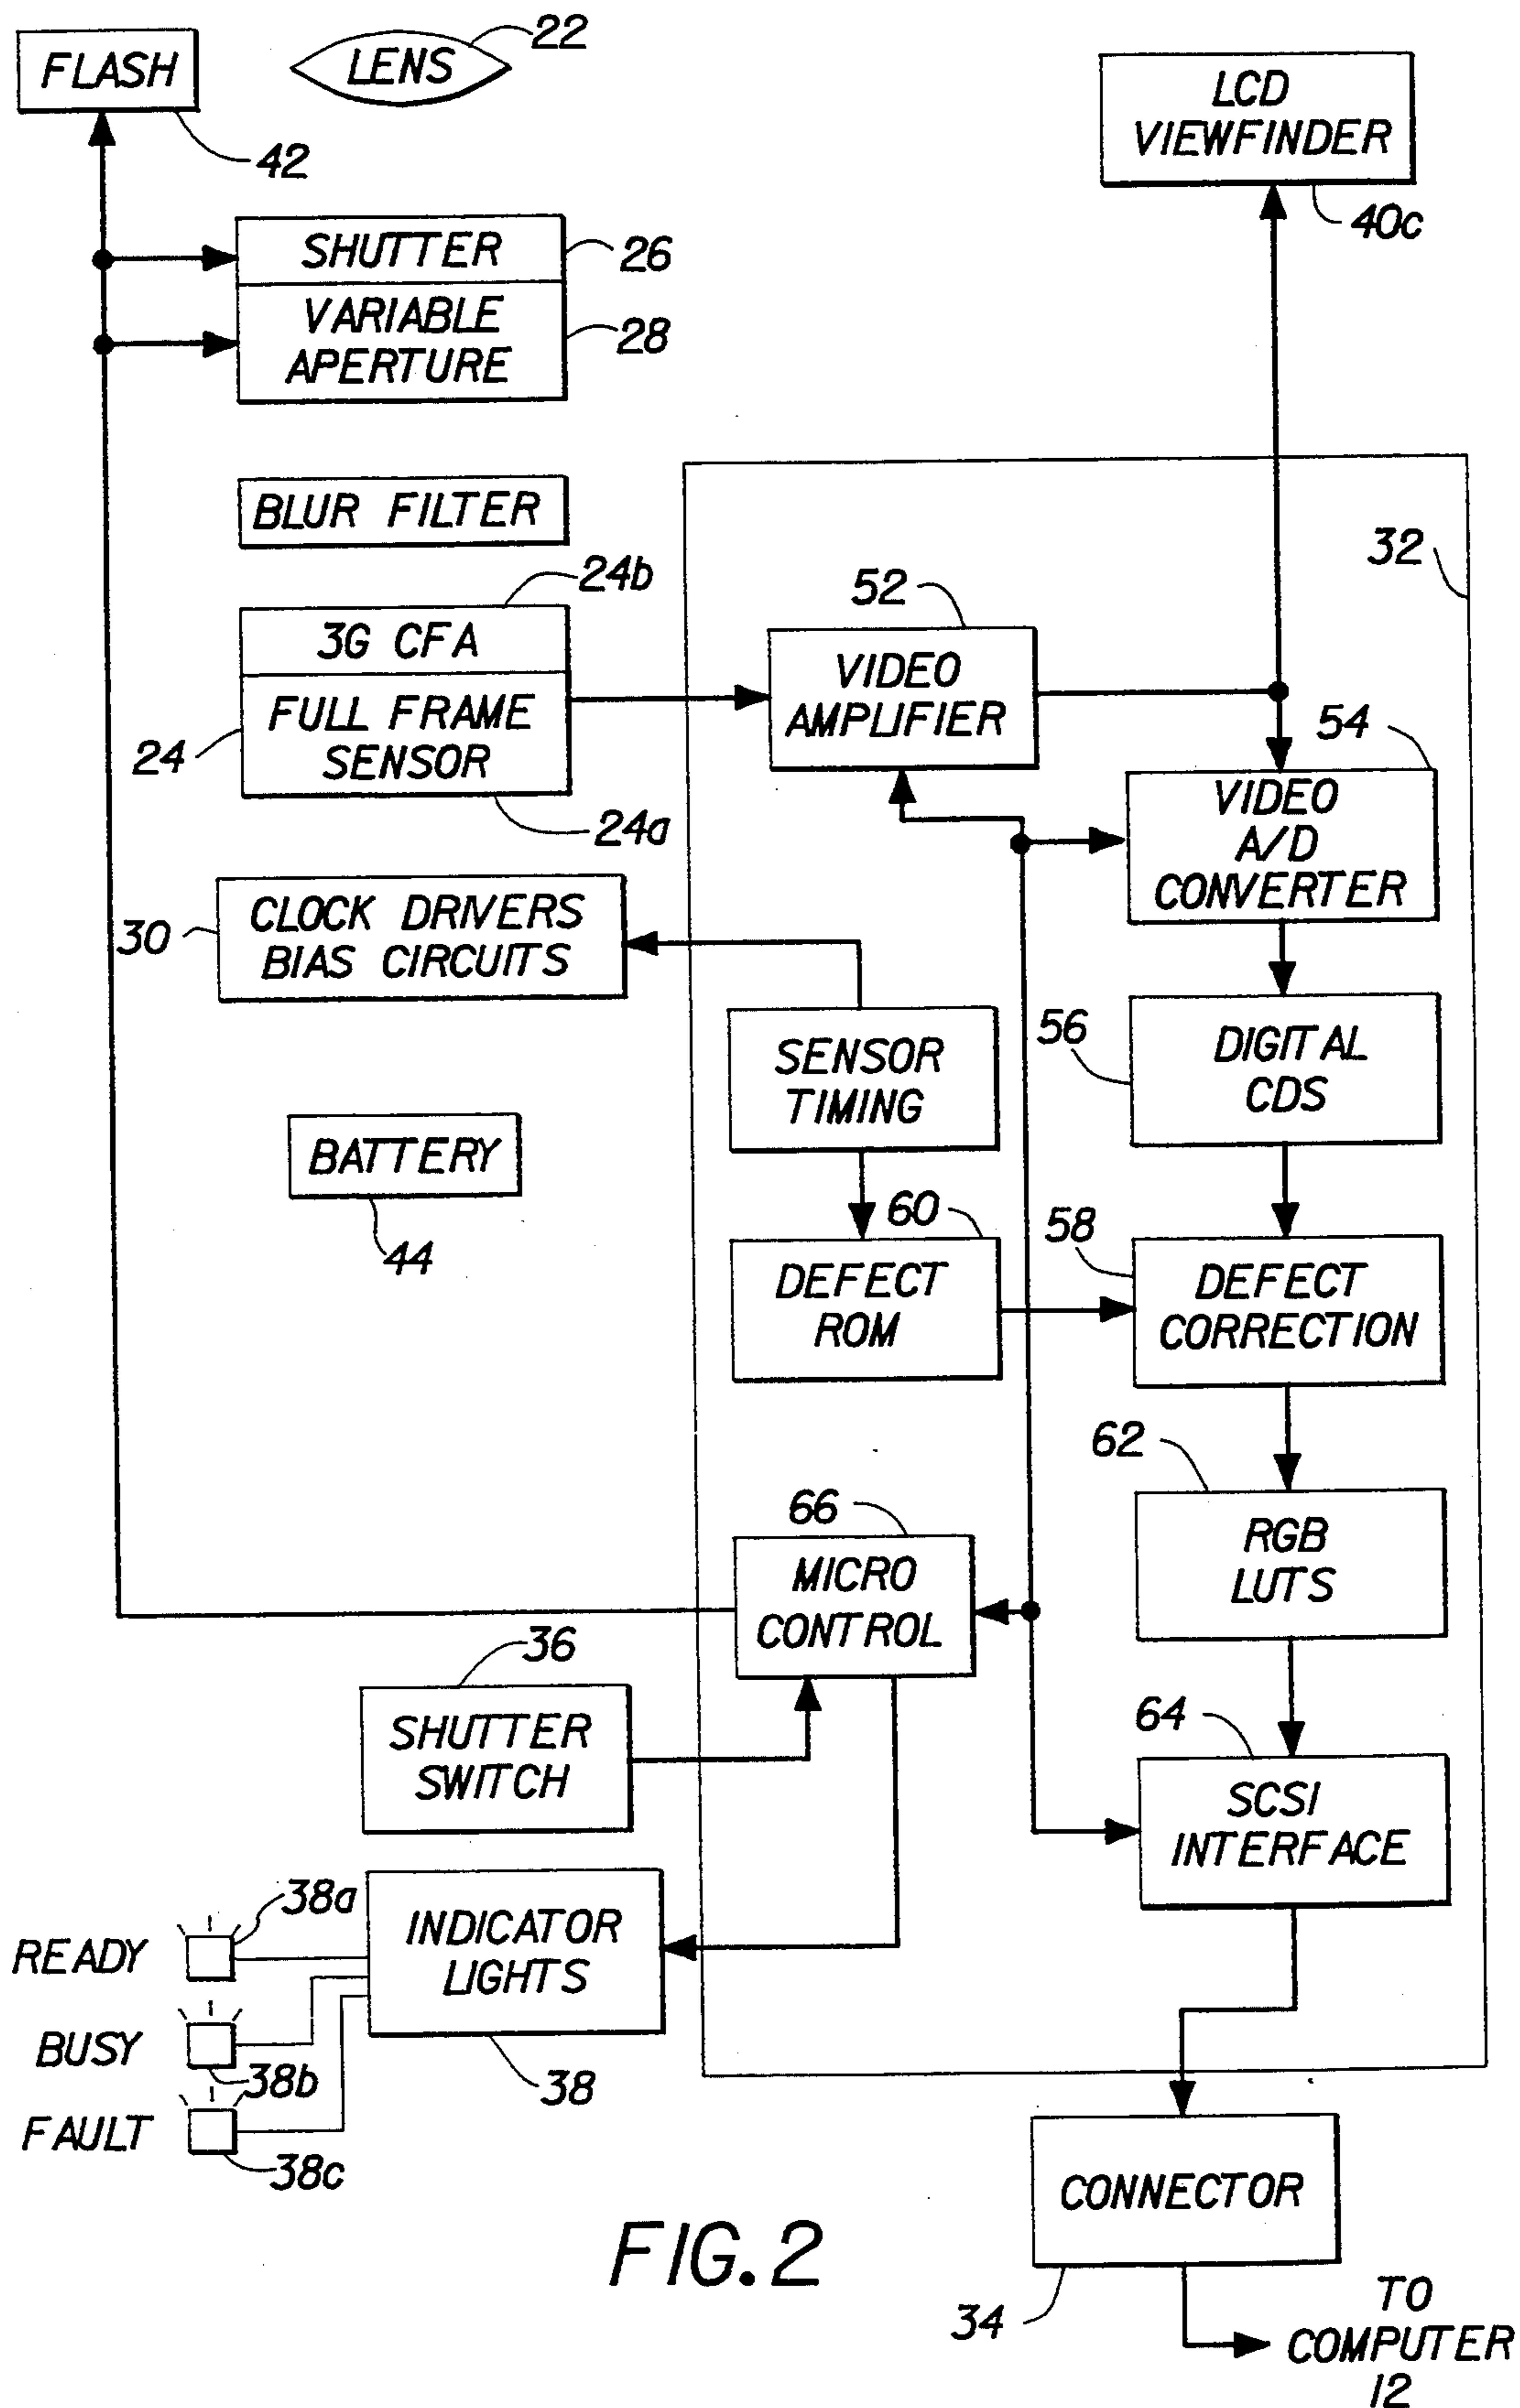 FLASH
42
LENS
22
LCD
VIEWFINDER
40c
SHUTTER
26
VARIABLE
APERTURE
28
BLUR FILTER
32
24b
3G CFA
FULL FRAME
SENSOR
24
24a
52
VIDEO
AMPLIFIER
54
VIDEO
A/D
CONVERTER
30
CLOCK DRIVERS
BIAS CIRCUITS
SENSOR
TIMING
56
DIGITAL
CDS
BATTERY
44
60
DEFECT
ROM
58
DEFECT
CORRECTION
62
RGB
LUTS
66
MICRO
CONTROL
36
SHUTTER
SWITCH
64
SCSI
INTERFACE
INDICATOR
LIGHTS
38
READY
38a
BUSY
38b
FAULT
38c
CONNECTOR
34
TO
COMPUTER
12
FIG.2